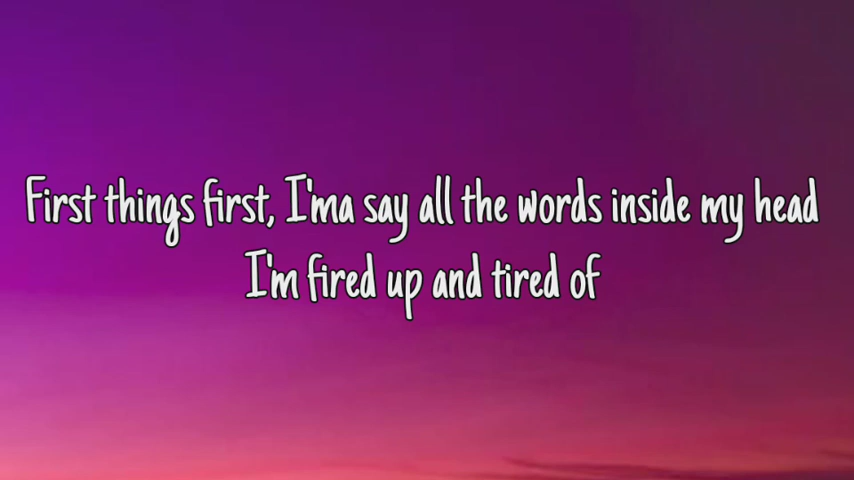 First things first, I'ma say all the words inside my head
I'm fired up and tired of